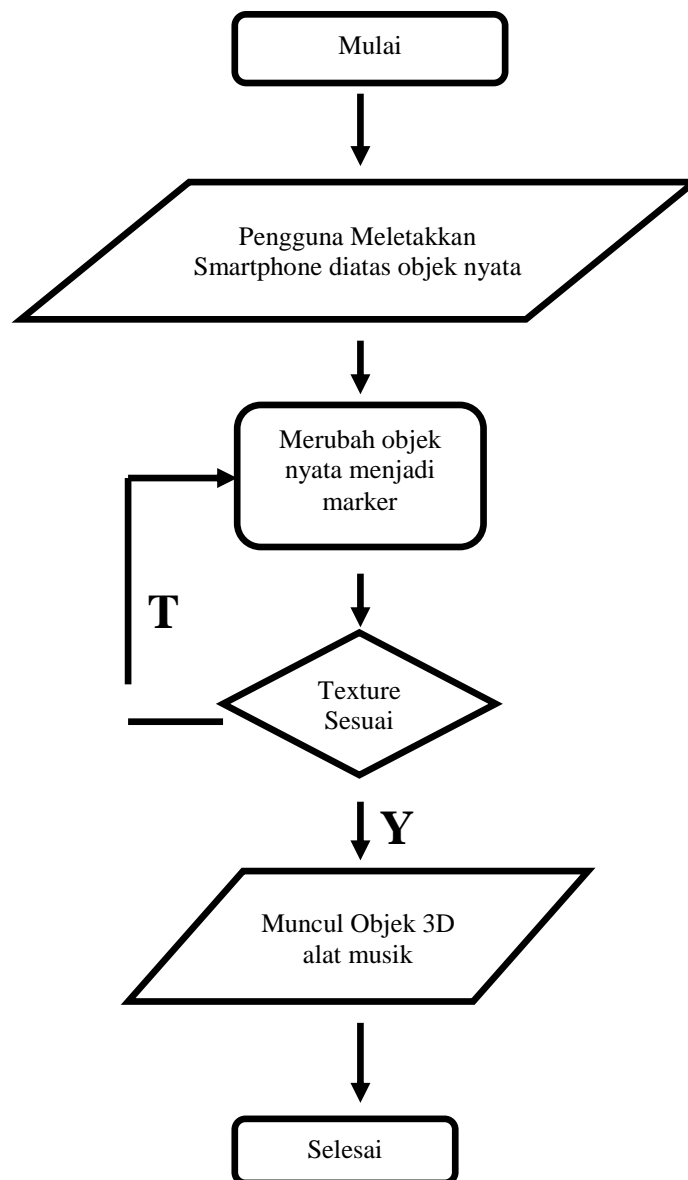 Mulai
Pengguna Meletakkan
Smartphone diatas objek nyata
Merubah objek
nyata menjadi
marker
T
Texture
Sesuai
Y
Muncul Objek 3D
alat musik
Selesai